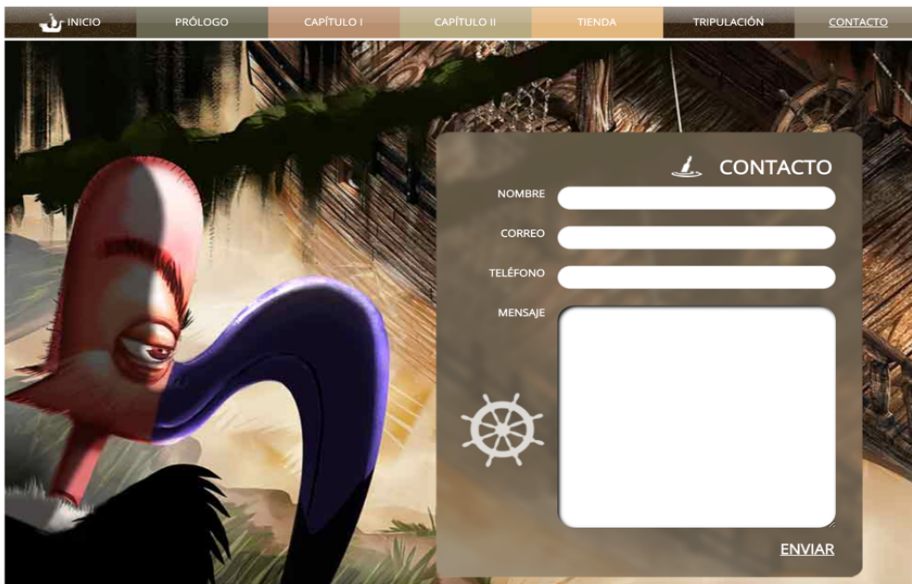 INICIO PRÓLOGO CAPÍTULO I CAPÍTULO II TIENDA TRIPULACIÓN CONTACTO
CONTACTO
NOMBRE
CORREO
TELÉFONO
MENSAJE
ENVIAR